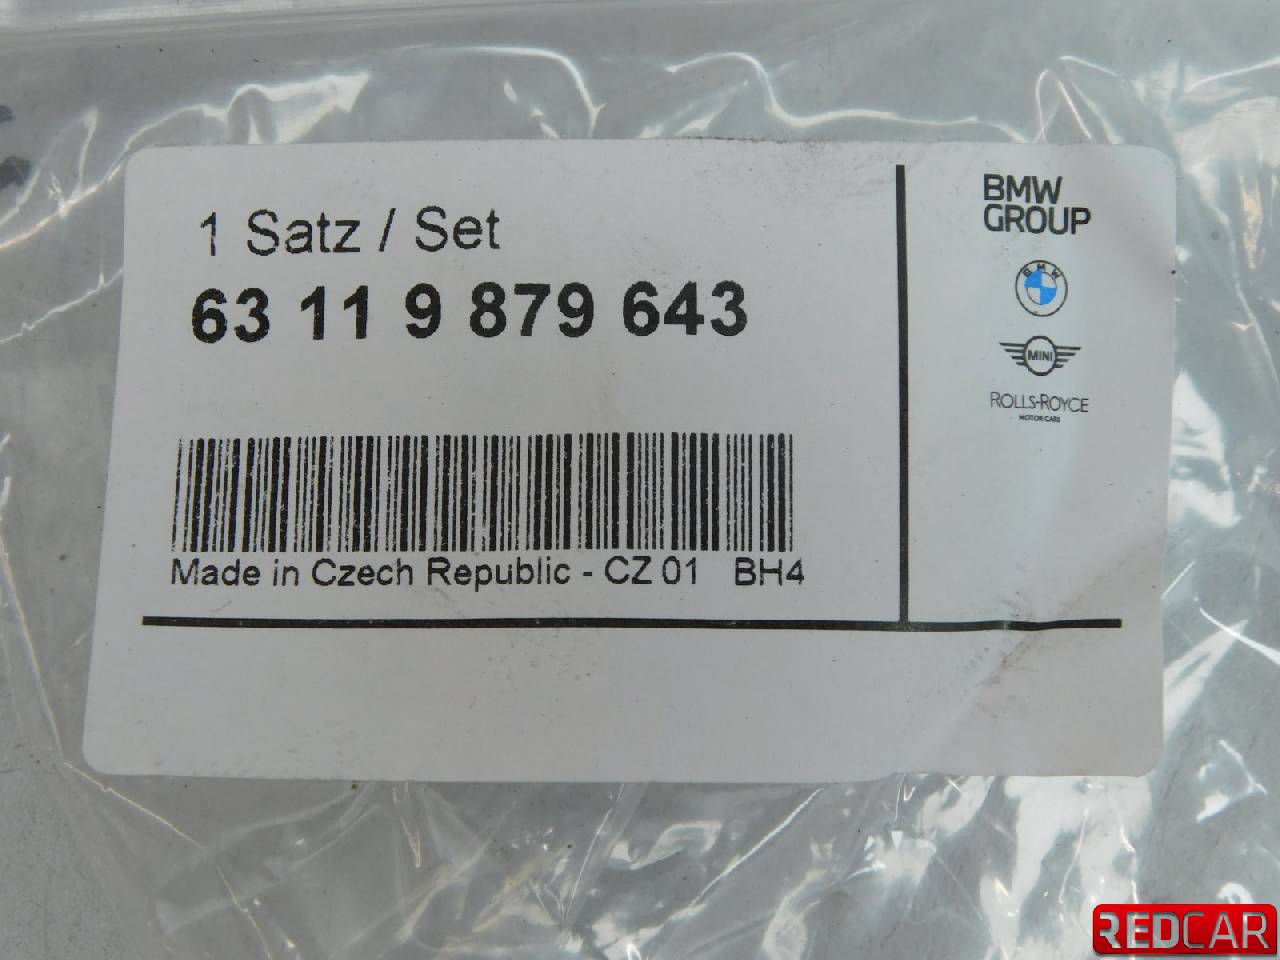 1 Satz / Set
63 11 9 879 643
Made in Czech Republic - CZ 01 BH4
BMW
GROUP
BMW
MINI
ROLLS-ROYCE
MOTOR CARS
REDCAR